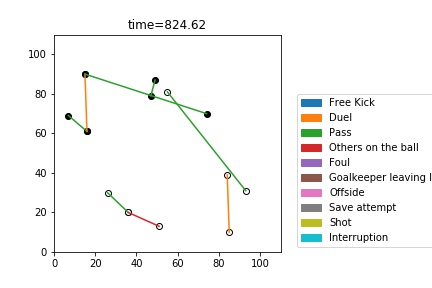 time=824.62
100
80
60
40
20
0
0 20 40 60 80 100
Free Kick
Duel
Pass
Others on the ball
Foul
Goalkeeper leaving l
Offside
Save attempt
Shot
Interruption